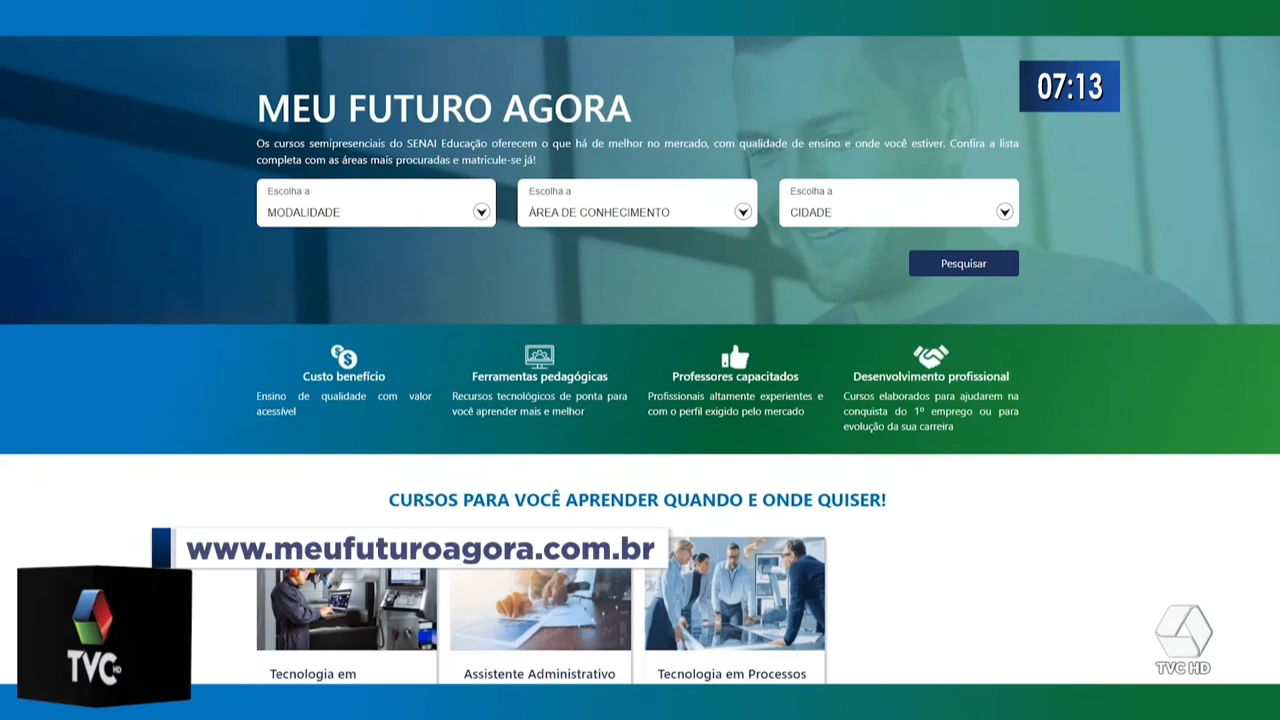 07:13
MEU FUTURO AGORA
Os cursos semipresenciais do SENAI Educação oferecem o que há de melhor no mercado, com qualidade de ensino e onde você estiver. Confira a lista
completa com as áreas mais procuradas e matricule-se já!
Escolha a
MODALIDADE
Escolha a
ÁREA DE CONHECIMENTO
Escolha a
CIDADE
Pesquisar
Custo benefício
Ensino de qualidade com valor
acessível
Ferramentas pedagógicas
Recursos tecnológicos de ponta para
você aprender mais e melhor
Professores capacitados
Profissionais altamente experientes e
com o perfil exigido pelo mercado
Desenvolvimento profissional
Cursos elaborados para ajudarem na
conquista do 1º emprego ou para
evolução da sua carreira
CURSOS PARA VOCÊ APRENDER QUANDO E ONDE QUISER!
www.meufuturoagora.com.br
Tecnologia em
Assistente Administrativo
Tecnologia em Processos
TVC HD
TVC HD